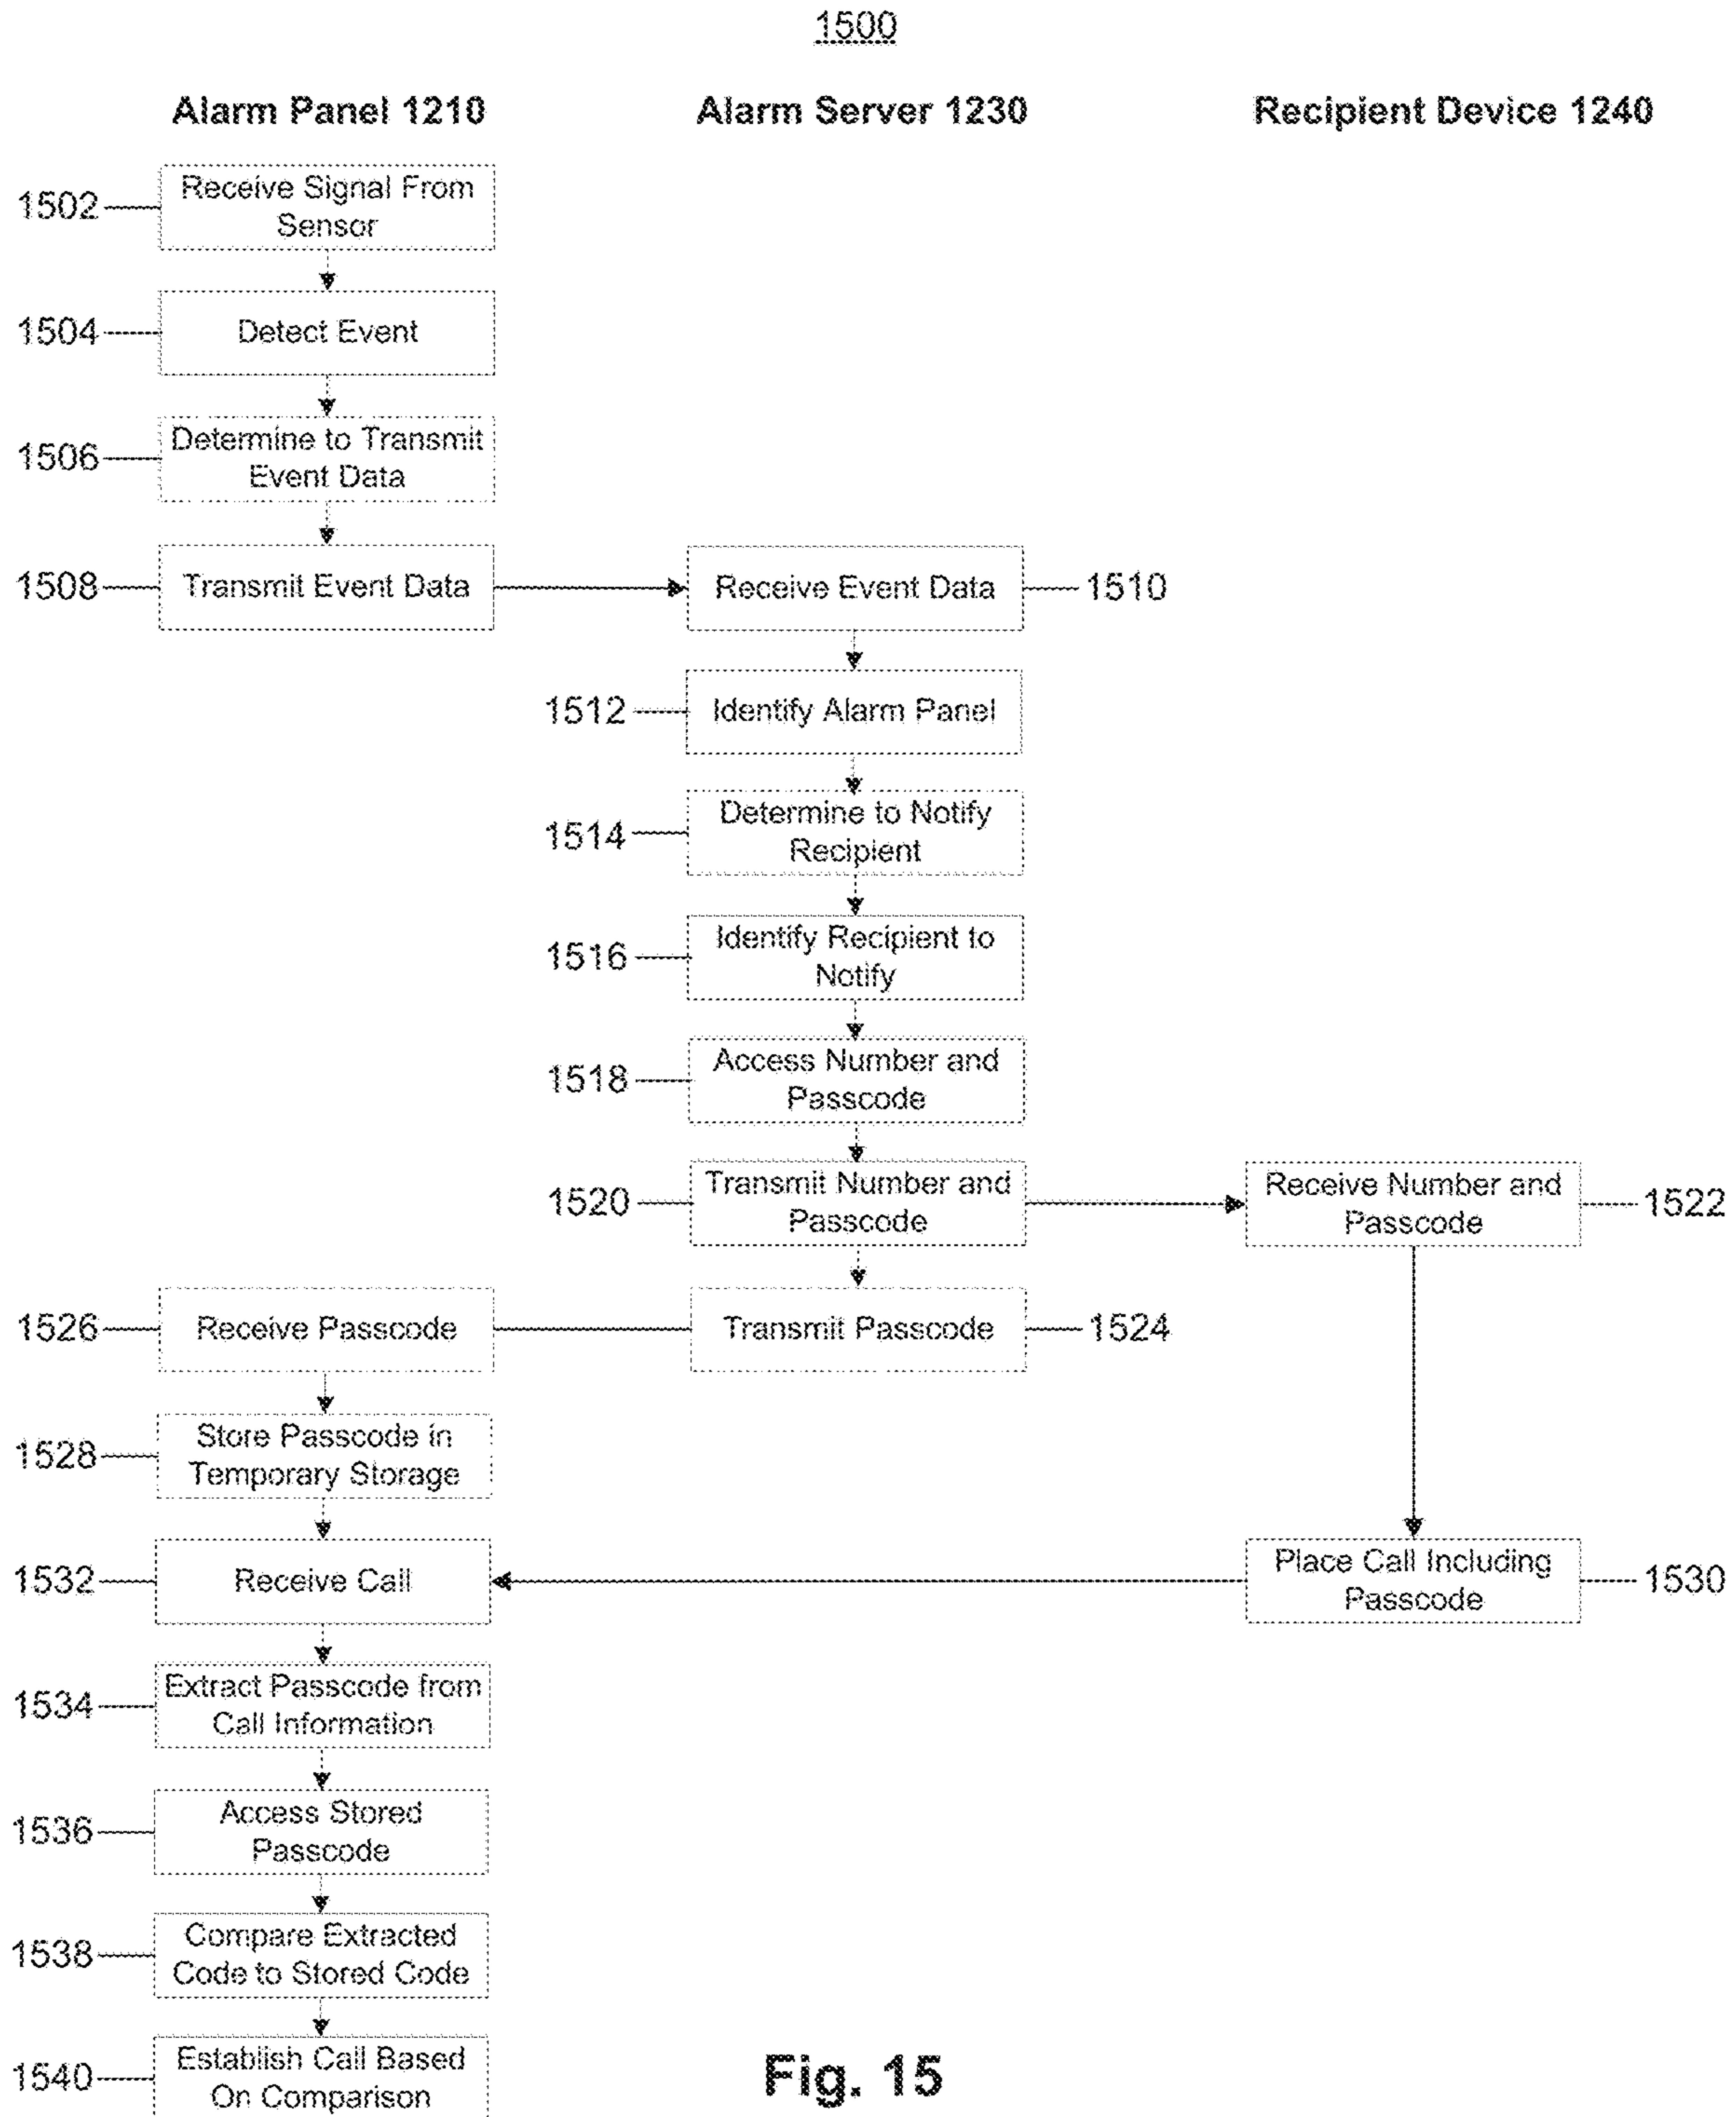 1500
Alarm Panel 1210
Alarm Server 1230
Recipient Device 1240
1502
Receive Signal From
Sensor
1504
Detect Event
1506
Determine to Transmit
Event Data
1508
Transmit Event Data
Receive Event Data
1510
1512
Identify Alarm Panel
1514
Determine to Notify
Recipient
1516
Identify Recipient to
Notify
1518
Access Number and
Passcode
1520
Transmit Number and
Passcode
Receive Number and
Passcode
1522
1526
Receive Passcode
Transmit Passcode
1524
1528
Store Passcode in
Temporary Storage
1532
Receive Call
Place Call Including
Passcode
1530
1534
Extract Passcode from
Call Information
1536
Access Stored
Passcode
1538
Compare Extracted
Code to Stored Code
1540
Establish Call Based
On Comparison
Fig. 15